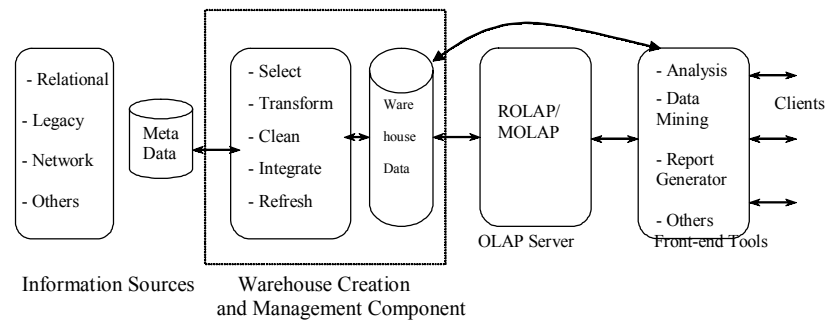 - Relational
- Legacy
- Network
- Others
Meta
Data
- Select
- Transform
- Clean
- Integrate
- Refresh
Ware
house
Data
ROLAP/
MOLAP
OLAP Server
- Analysis
- Data
Mining
- Report
Generator
- Others
Front-end Tools
Clients
Information Sources
Warehouse Creation
and Management Component